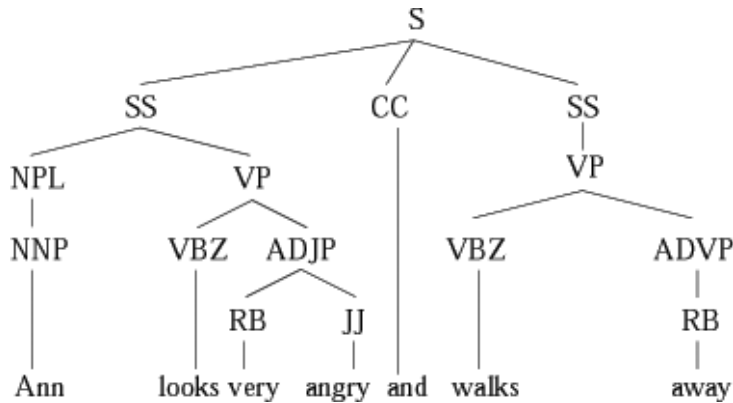 S
SS CC SS
NPL VP VP
NNP VBZ ADJP VBZ ADVP
RB JJ RB
Ann looks very angry and walks away